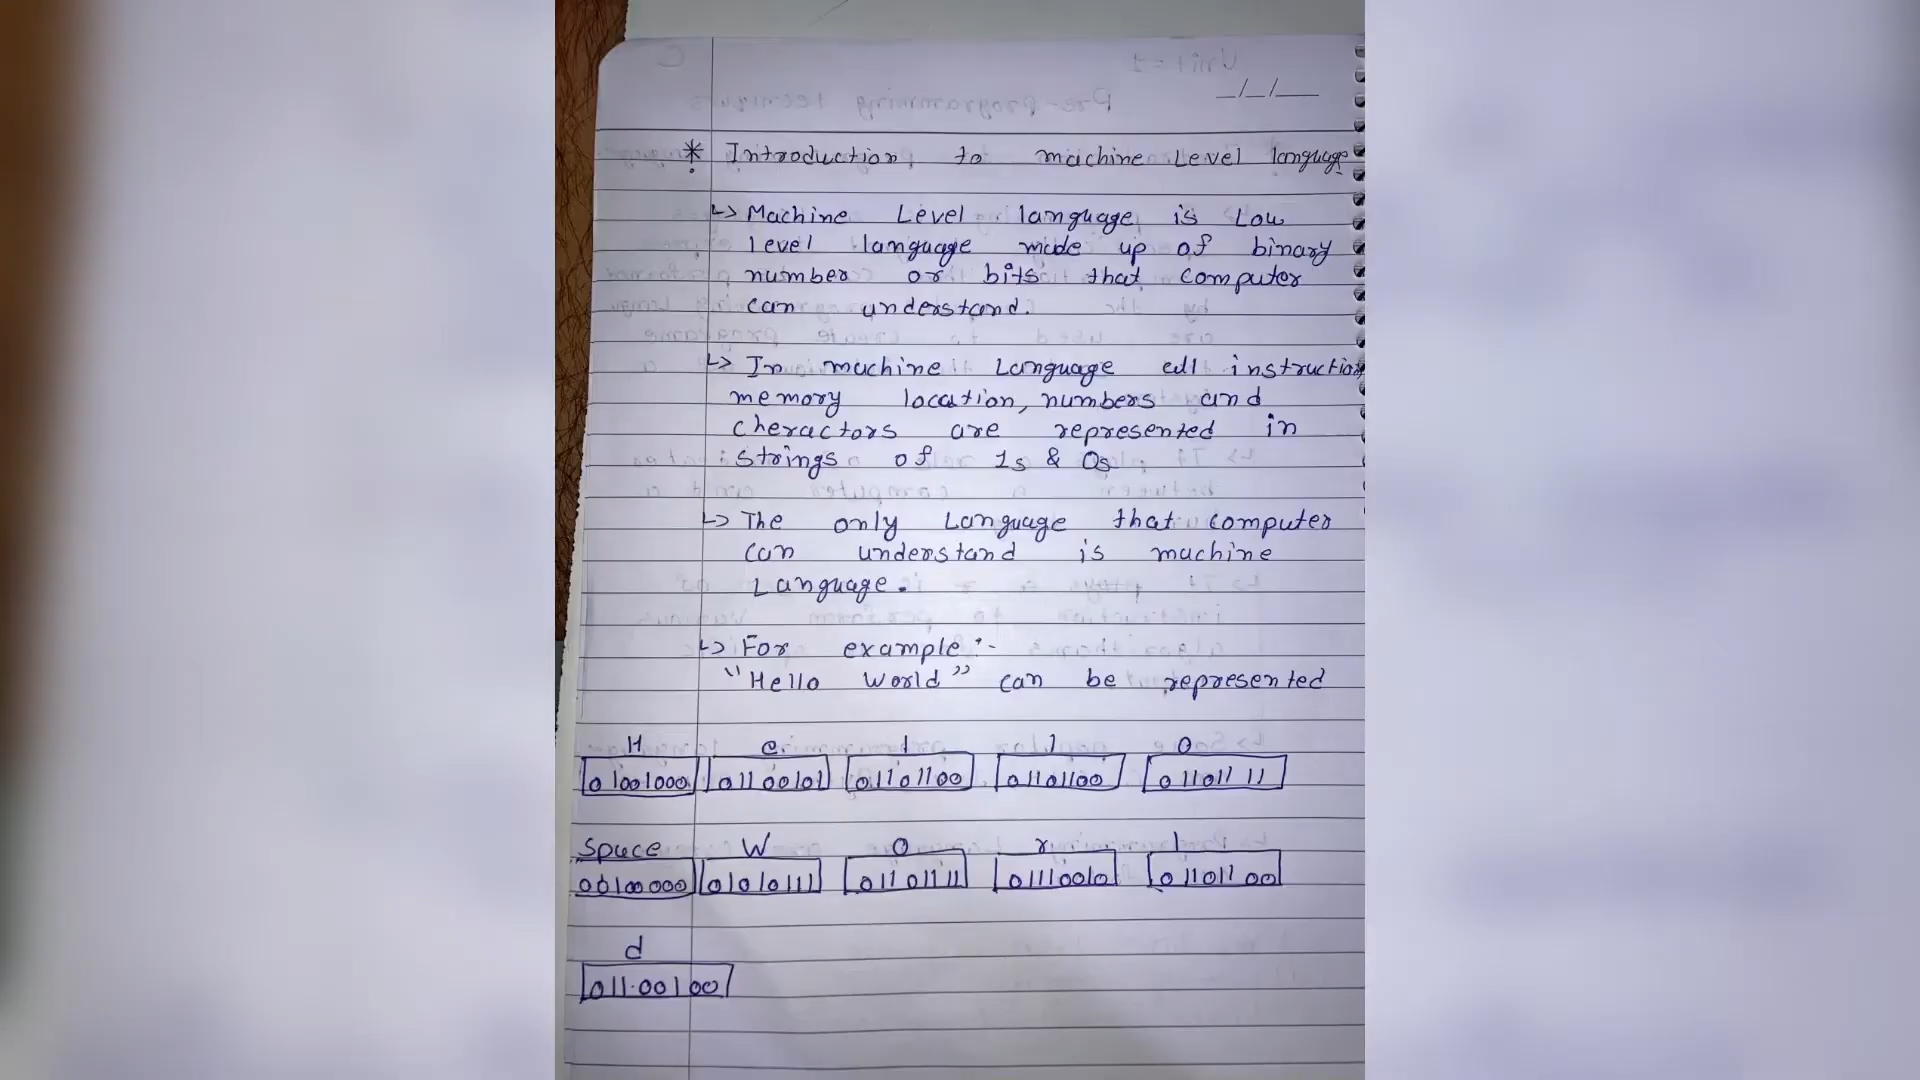 _/_/__
* Introduction to machine Level language
↳ Machine Level language is Low
level language made up of binary
number or bits that computer
can understand.
↳ In machine Language all instruction
memory location, numbers and
cheractors are represented in
strings of 1s & 0s
↳ The only Language that computer
can understand is machine
Language.
↳ For example :-
"Hello World" can be represented
H e l l o
01001000 01100101 01101100 01101100 01101111
Space W O r l
00100000 01010111 01101111 01110010 01101100
d
01100100